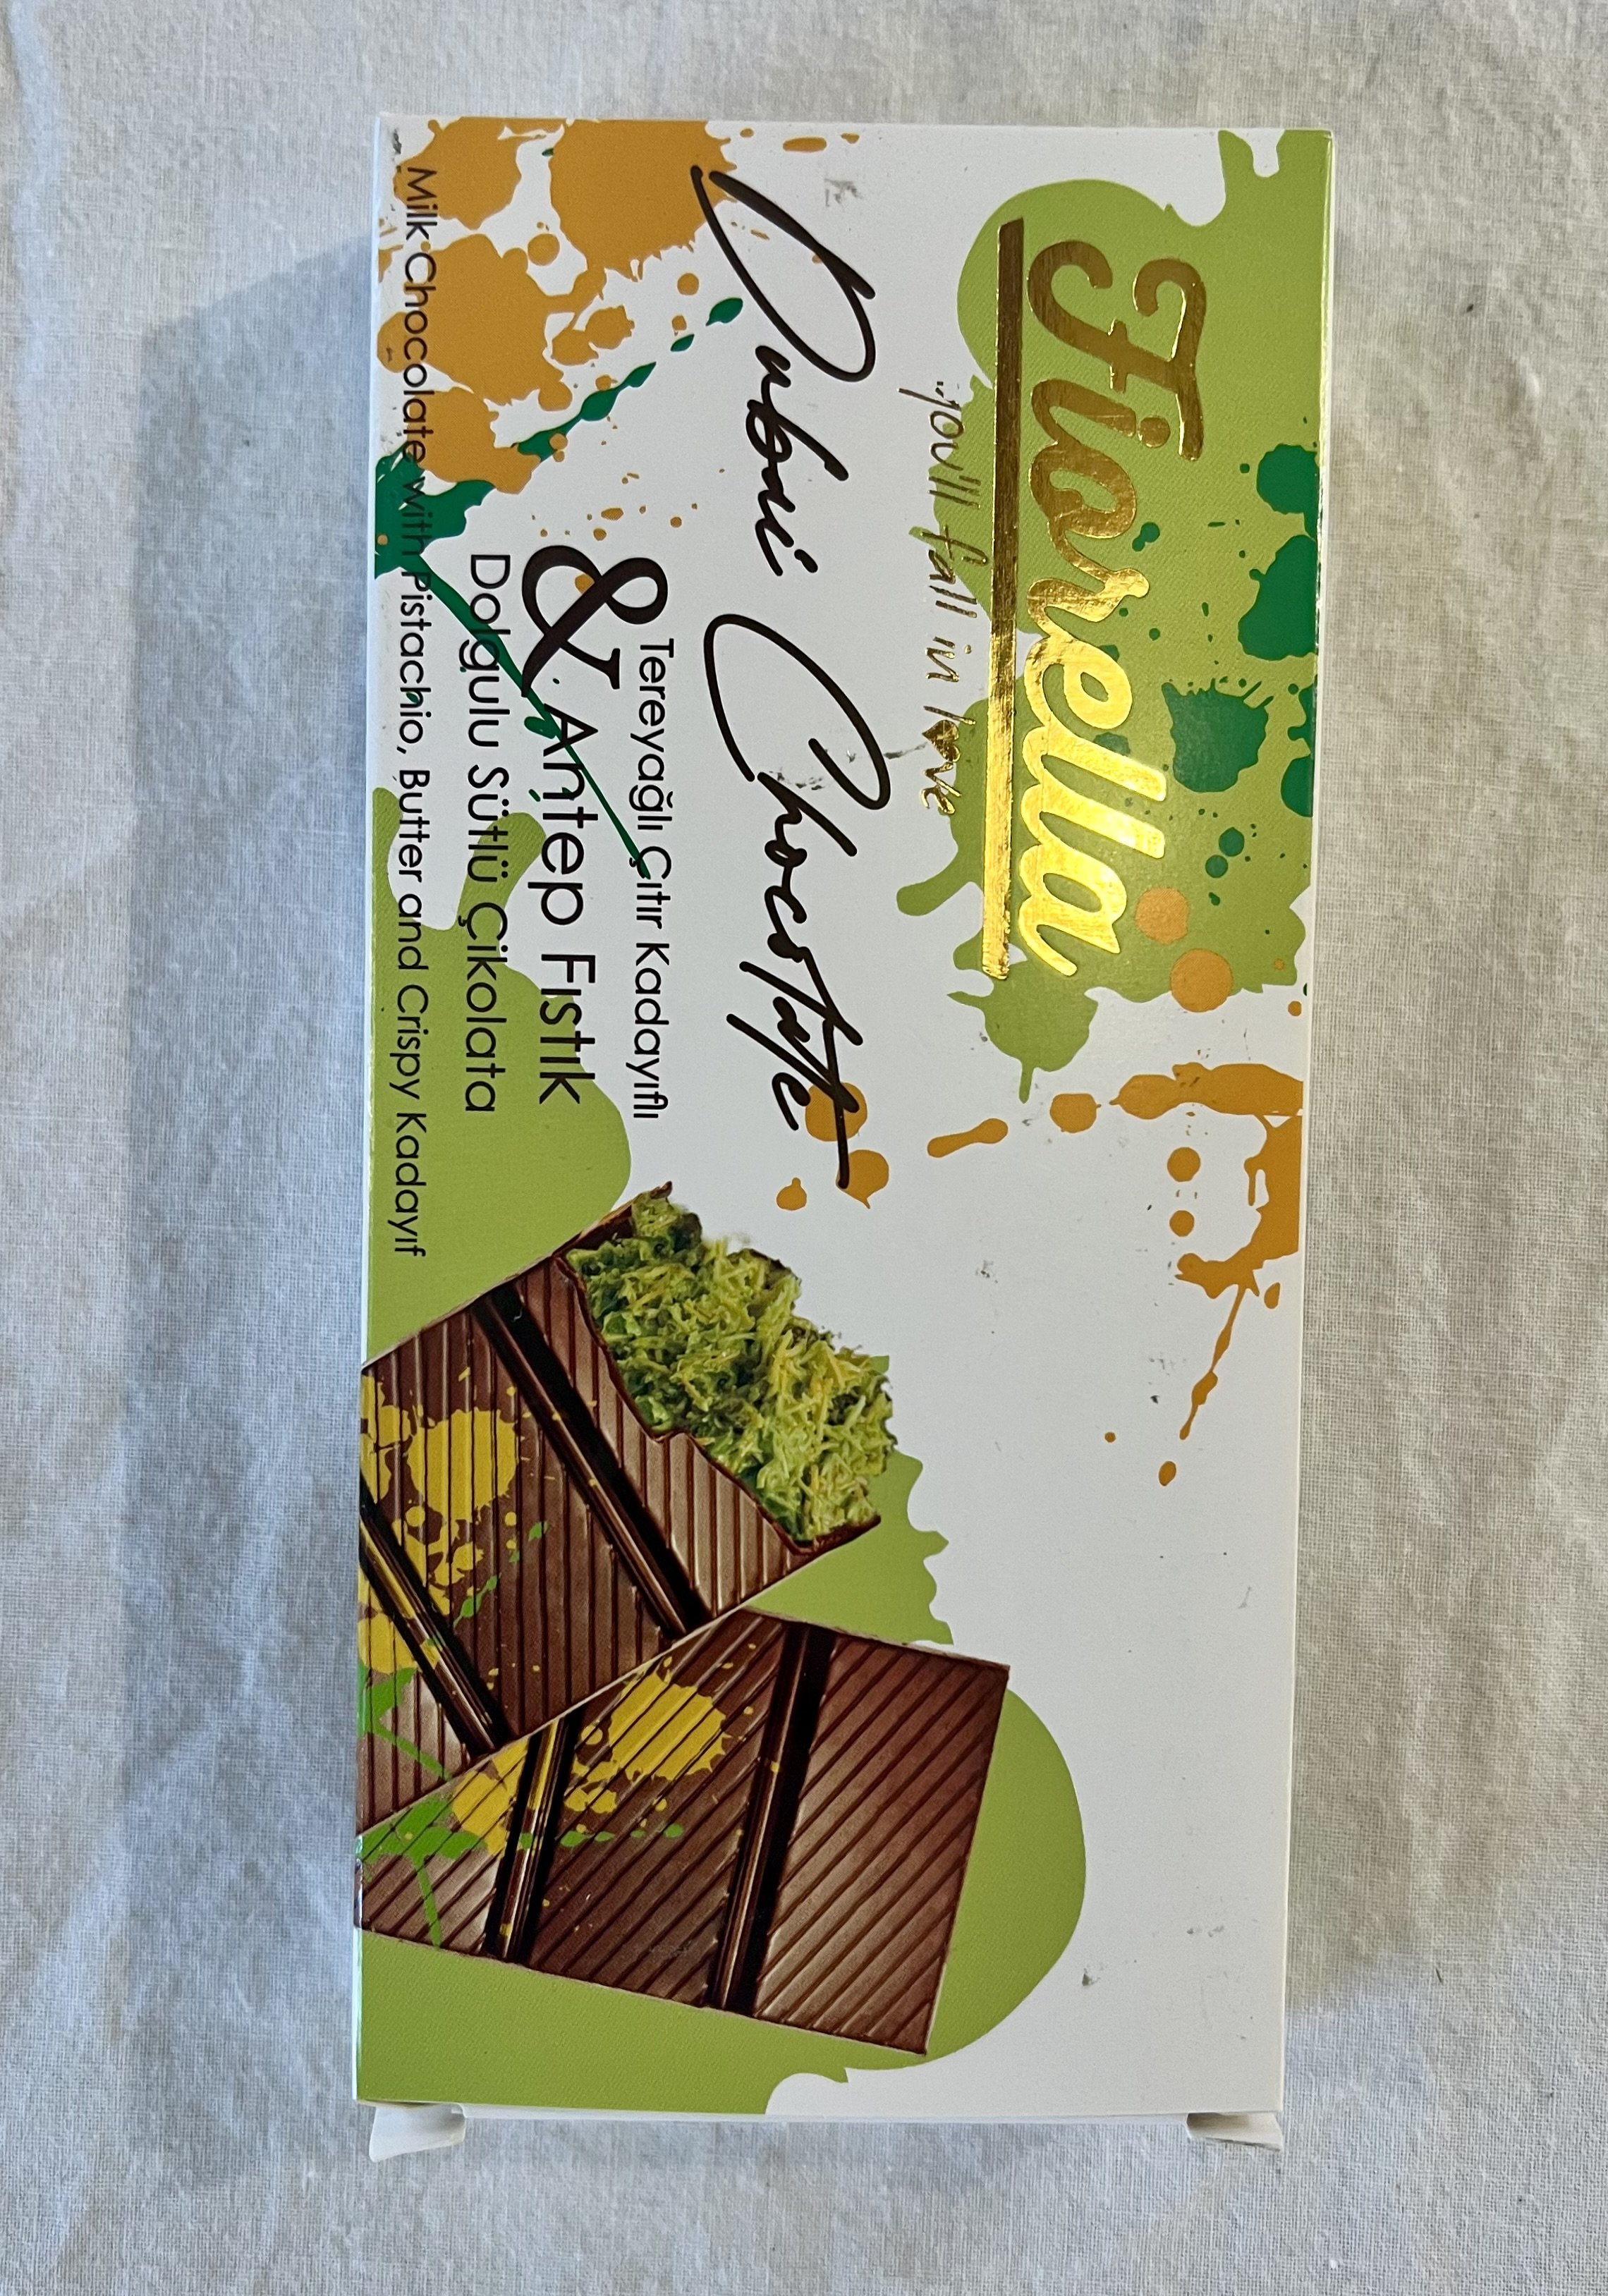 Fiorella
..you'll fall in love
Dubai Chocolate
Tereyağlı Çıtır Kadayıflı
& Antep Fıstık
Dolgulu Sütlü Çikolata
Milk Chocolate with Pistachio, Butter and Crispy Kadayıf